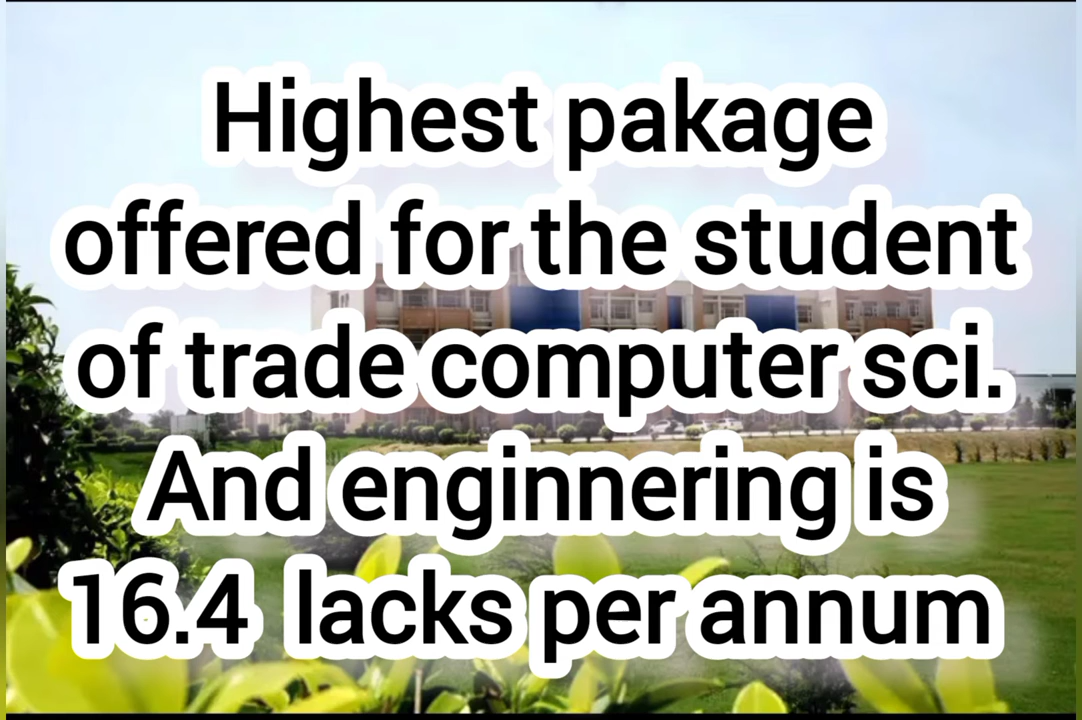 Highest pakage
offered for the student
of trade computer sci.
And enginnering is
16.4 lacks per annum